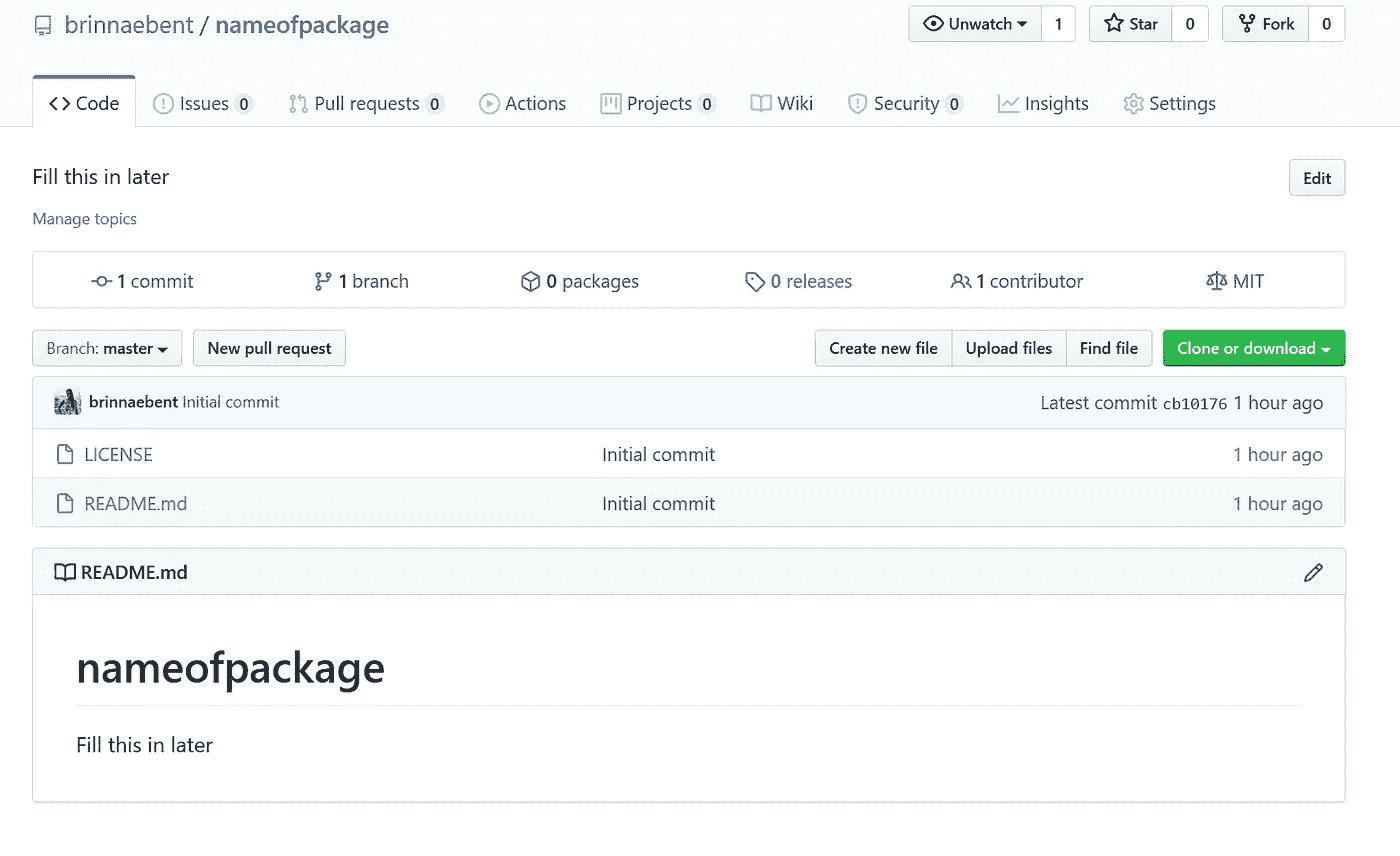 brinnaebent / nameofpackage
Unwatch 1 Star 0 Fork 0
Code Issues 0 Pull requests 0 Actions Projects 0 Wiki Security 0 Insights Settings
Fill this in later
Edit
Manage topics
1 commit 1 branch 0 packages 0 releases 1 contributor MIT
Branch: master New pull request Create new file Upload files Find file Clone or download
brinnaebent Initial commit Latest commit cb10176 1 hour ago
LICENSE Initial commit 1 hour ago
README.md Initial commit 1 hour ago
README.md
nameofpackage
Fill this in later